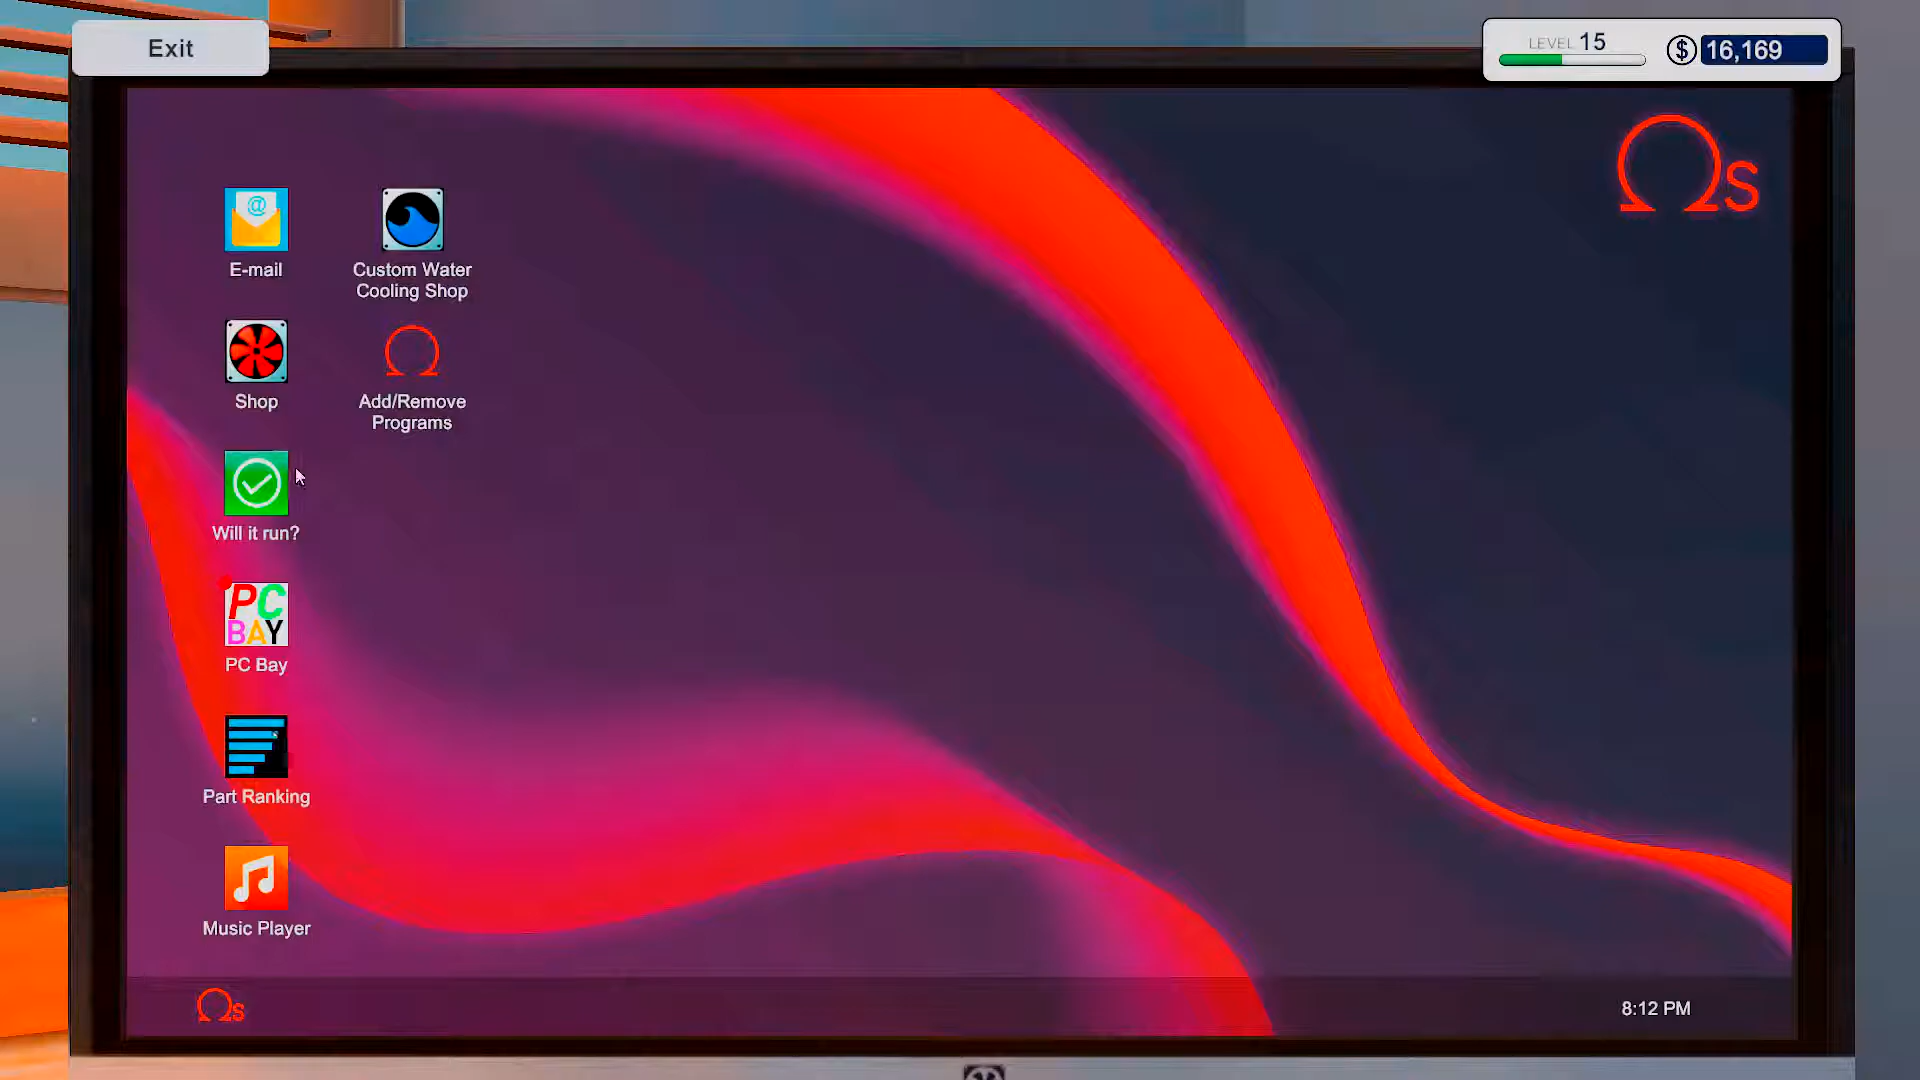 Exit
LEVEL 15
$ 16,169
Ωs
E-mail
Custom Water
Cooling Shop
Shop
Add/Remove
Programs
Will it run?
PC
BAY
PC Bay
Part Ranking
Music Player
Ωs
8:12 PM